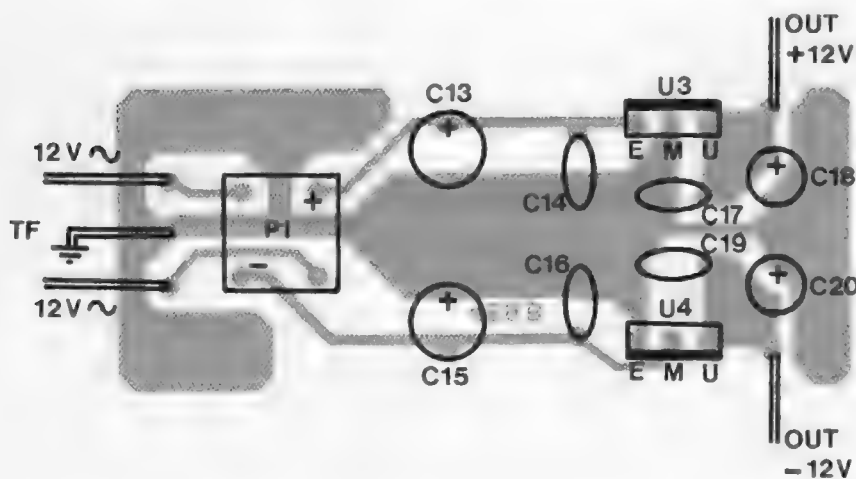 OUT
+12V
C13
U3
12V~
E M U
+
+
+
P1
C14
C17
C18
TF
C19
-
C16
+
+
12V~
C20
U4
C15
E M U
OUT
-12V